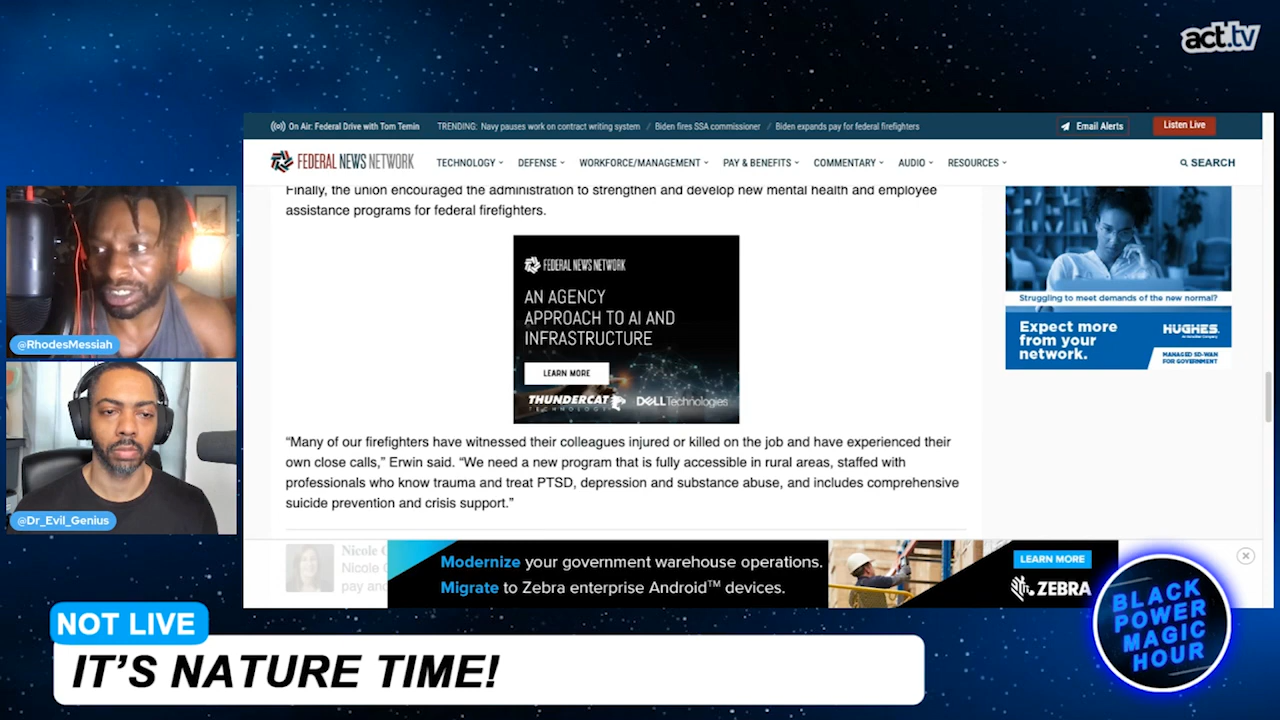 act.tv
On Air: Federal Drive with Tom Temin
TRENDING: Navy pauses work on contract writing system / Biden fires SSA commissioner / Biden expands pay for federal firefighters
Email Alerts
Listen Live
FEDERAL NEWS NETWORK
TECHNOLOGY
DEFENSE
WORKFORCE/MANAGEMENT
PAY & BENEFITS
COMMENTARY
AUDIO
RESOURCES
SEARCH
Finally, the union encouraged the administration to strengthen and develop new mental health and employee
assistance programs for federal firefighters.
FEDERAL NEWS NETWORK
AN AGENCY
APPROACH TO AI AND
INFRASTRUCTURE
LEARN MORE
THUNDERCAT
TECHNOLOGY
DELLTechnologies
Struggling to meet demands of the new normal?
Expect more
from your
network.
HUGHES.
An EchoStar Company
MANAGED SD-WAN
FOR GOVERNMENT
@RhodesMessiah
@Dr_Evil_Genius
“Many of our firefighters have witnessed their colleagues injured or killed on the job and have experienced their
own close calls,” Erwin said. “We need a new program that is fully accessible in rural areas, staffed with
professionals who know trauma and treat PTSD, depression and substance abuse, and includes comprehensive
suicide prevention and crisis support.”
Nicole
Nicole
pay and
Modernize your government warehouse operations.
Migrate to Zebra enterprise Android™ devices.
LEARN MORE
ZEBRA
BLACK
POWER
MAGIC
HOUR
NOT LIVE
IT’S NATURE TIME!